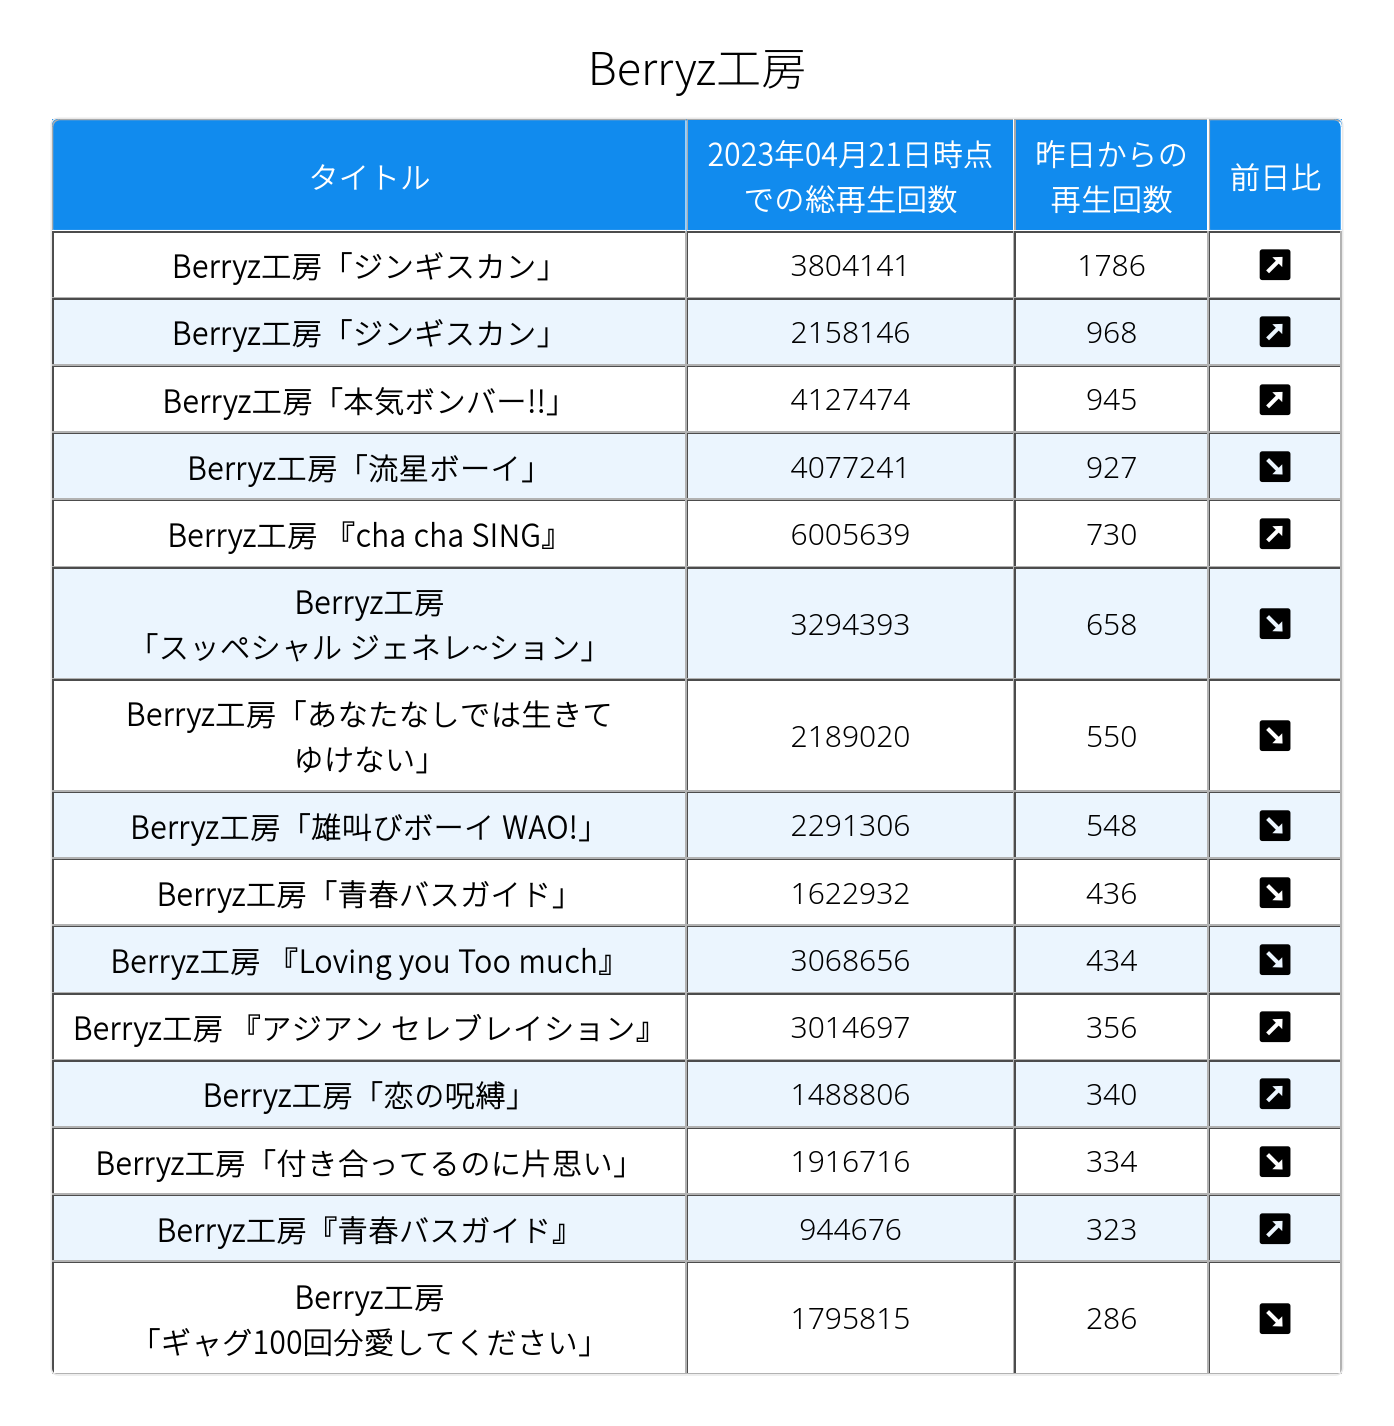 Berryz工房
タイトル
2023年04月21日時点
での総再生回数
昨日からの
再生回数
前日比
Berryz工房「ジンギスカン」 3804141 1786 ↗
Berryz工房「ジンギスカン」 2158146 968 ↗
Berryz工房「本気ボンバー!!」 4127474 945 ↗
Berryz工房「流星ボーイ」 4077241 927 ↘
Berryz工房 『cha cha SING』 6005639 730 ↗
Berryz工房
「スッペシャル ジェネレ~ション」 3294393 658 ↘
Berryz工房「あなたなしでは生きて
ゆけない」 2189020 550 ↘
Berryz工房「雄叫びボーイ WAO!」 2291306 548 ↘
Berryz工房「青春バスガイド」 1622932 436 ↘
Berryz工房 『Loving you Too much』 3068656 434 ↘
Berryz工房 『アジアン セレブレイション』 3014697 356 ↗
Berryz工房「恋の呪縛」 1488806 340 ↗
Berryz工房「付き合ってるのに片思い」 1916716 334 ↘
Berryz工房『青春バスガイド』 944676 323 ↗
Berryz工房
「ギャグ100回分愛してください」 1795815 286 ↘